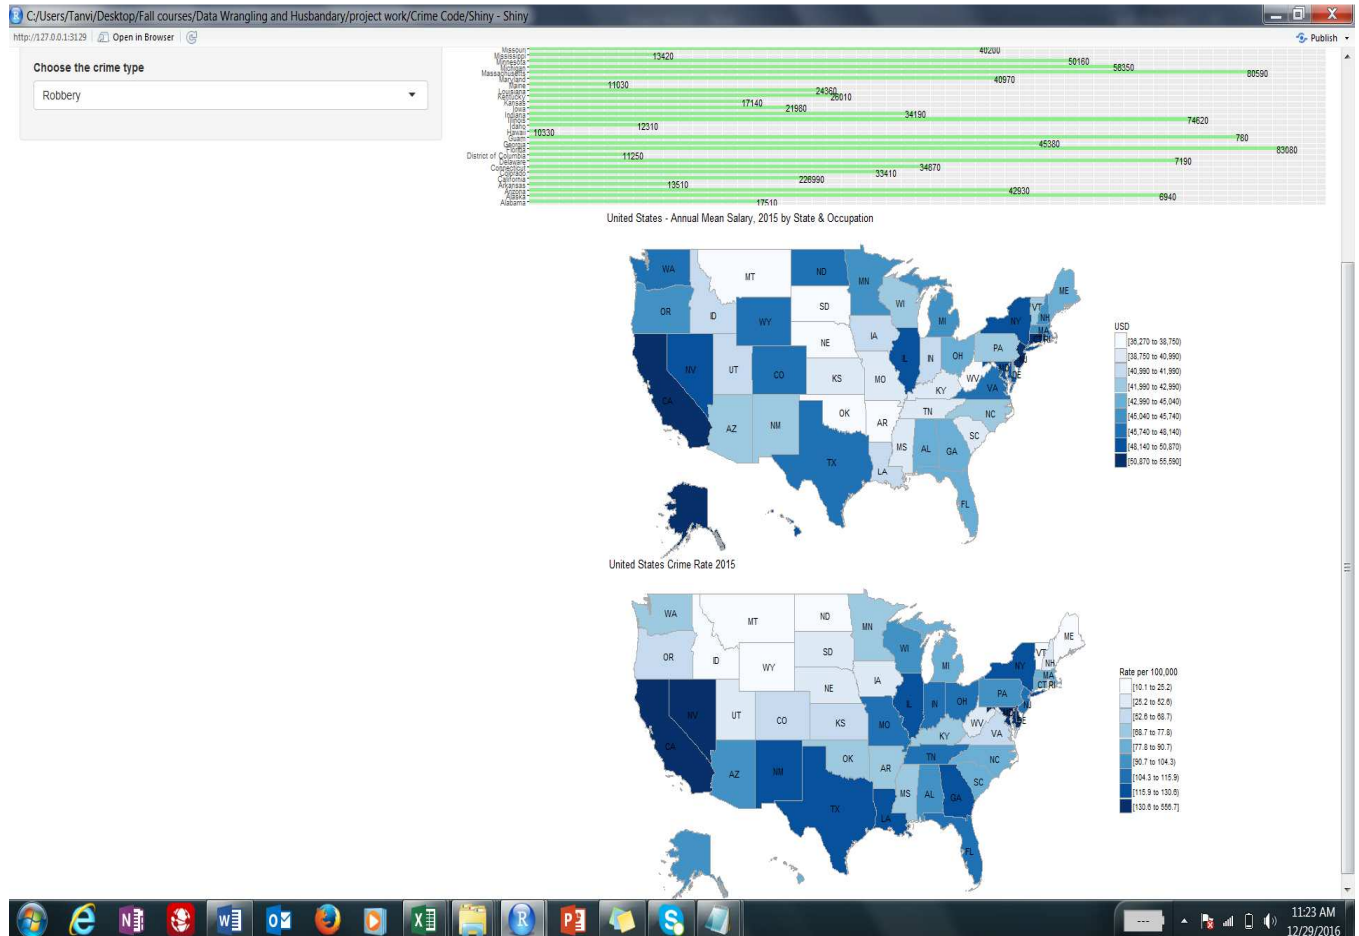 C:/Users/Tanvi/Desktop/Fall courses/Data Wrangling and Husbandary/project work/Crime Code/Shiny - Shiny
http://127.0.0.1:3129 Open in Browser Publish
Choose the crime type
Robbery
Missouri 40200
Mississippi 13420
Minnesota 50160
Michigan 58350
Massachusetts 80590
Maryland 40970
Maine 11030
Louisiana 24360
Kentucky 26010
Kansas 17140
Iowa 21980
Indiana 34190
Illinois 74620
Idaho 12310
Hawaii 10330
Guam 760
Georgia 45380
Florida 83080
District of Columbia 11250
Delaware 7190
Connecticut 34870
Colorado 33410
California 226990
Arkansas 13510
Arizona 42930
Alaska 6940
Alabama 17510
United States - Annual Mean Salary, 2015 by State & Occupation
WA MT ND MN ME
OR ID SD WI MI VT NH
WY NY MA
NE IA PA CT RI
NV UT CO IL IN OH
CA KS MO WV VA DE
KY
AZ NM OK AR TN NC
MS AL GA SC
TX LA
FL
USD
[36,270 to 38,750)
[38,750 to 40,990)
[40,990 to 41,990)
[41,990 to 42,990)
[42,990 to 45,040)
[45,040 to 45,740)
[45,740 to 48,140)
[48,140 to 50,870)
[50,870 to 55,590]
United States Crime Rate 2015
WA MT ND MN ME
OR ID SD WI MI VT NH
WY NY MA
NE IA PA CT RI
NV UT CO IL IN OH NJ
CA KS MO WV VA DE
KY
AZ NM OK AR TN NC
MS AL GA SC
TX LA
FL
Rate per 100,000
[10.1 to 25.2)
[25.2 to 52.6)
[52.6 to 68.7)
[68.7 to 77.8)
[77.8 to 90.7)
[90.7 to 104.3)
[104.3 to 115.9)
[115.9 to 130.6)
[130.6 to 556.7]
11:23 AM
12/29/2016